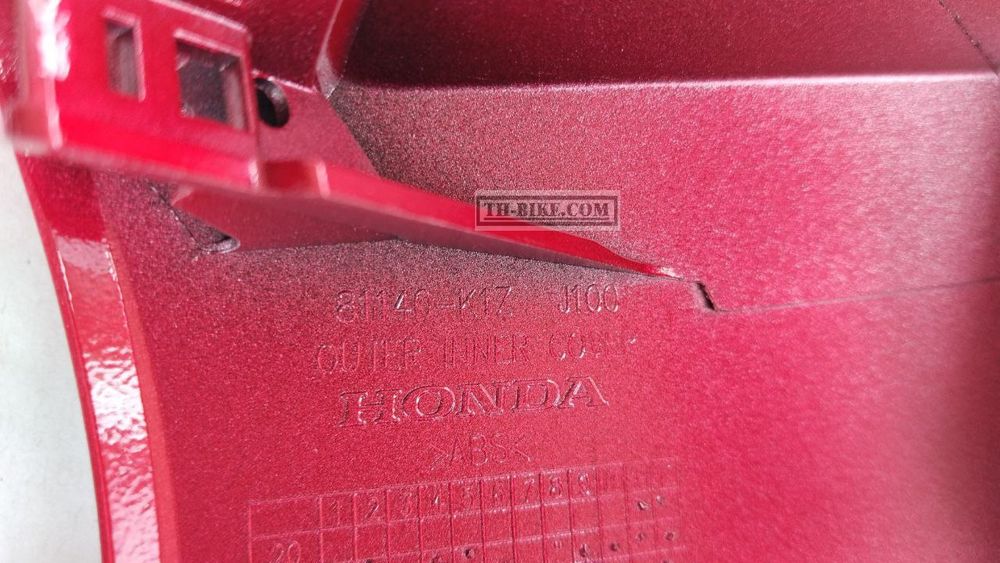 TH-BIKE.COM
81140-K1Z J100
OUTER INNER COVER
HONDA
>ABS<
1 2 3 4 5 6 7 8 9
20